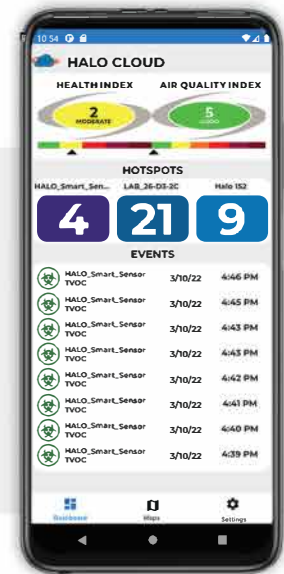 10 54
HALO CLOUD
HEALTH INDEX AIR QUALITY INDEX
2 5
MODERATE GOOD
HOTSPOTS
HALO_Smart_Sen... LAB_26-D3-2C Halo 152
4 21 9
EVENTS
HALO_Smart_Sensor 3/10/22 4:46 PM
TVOC
HALO_Smart_Sensor 3/10/22 4:45 PM
TVOC
HALO_Smart_Sensor 3/10/22 4:43 PM
TVOC
HALO_Smart_Sensor 3/10/22 4:43 PM
TVOC
HALO_Smart_Sensor 3/10/22 4:42 PM
TVOC
HALO_Smart_Sensor 3/10/22 4:41 PM
TVOC
HALO_Smart_Sensor 3/10/22 4:40 PM
TVOC
HALO_Smart_Sensor 3/10/22 4:39 PM
TVOC
Dashboard Maps Settings